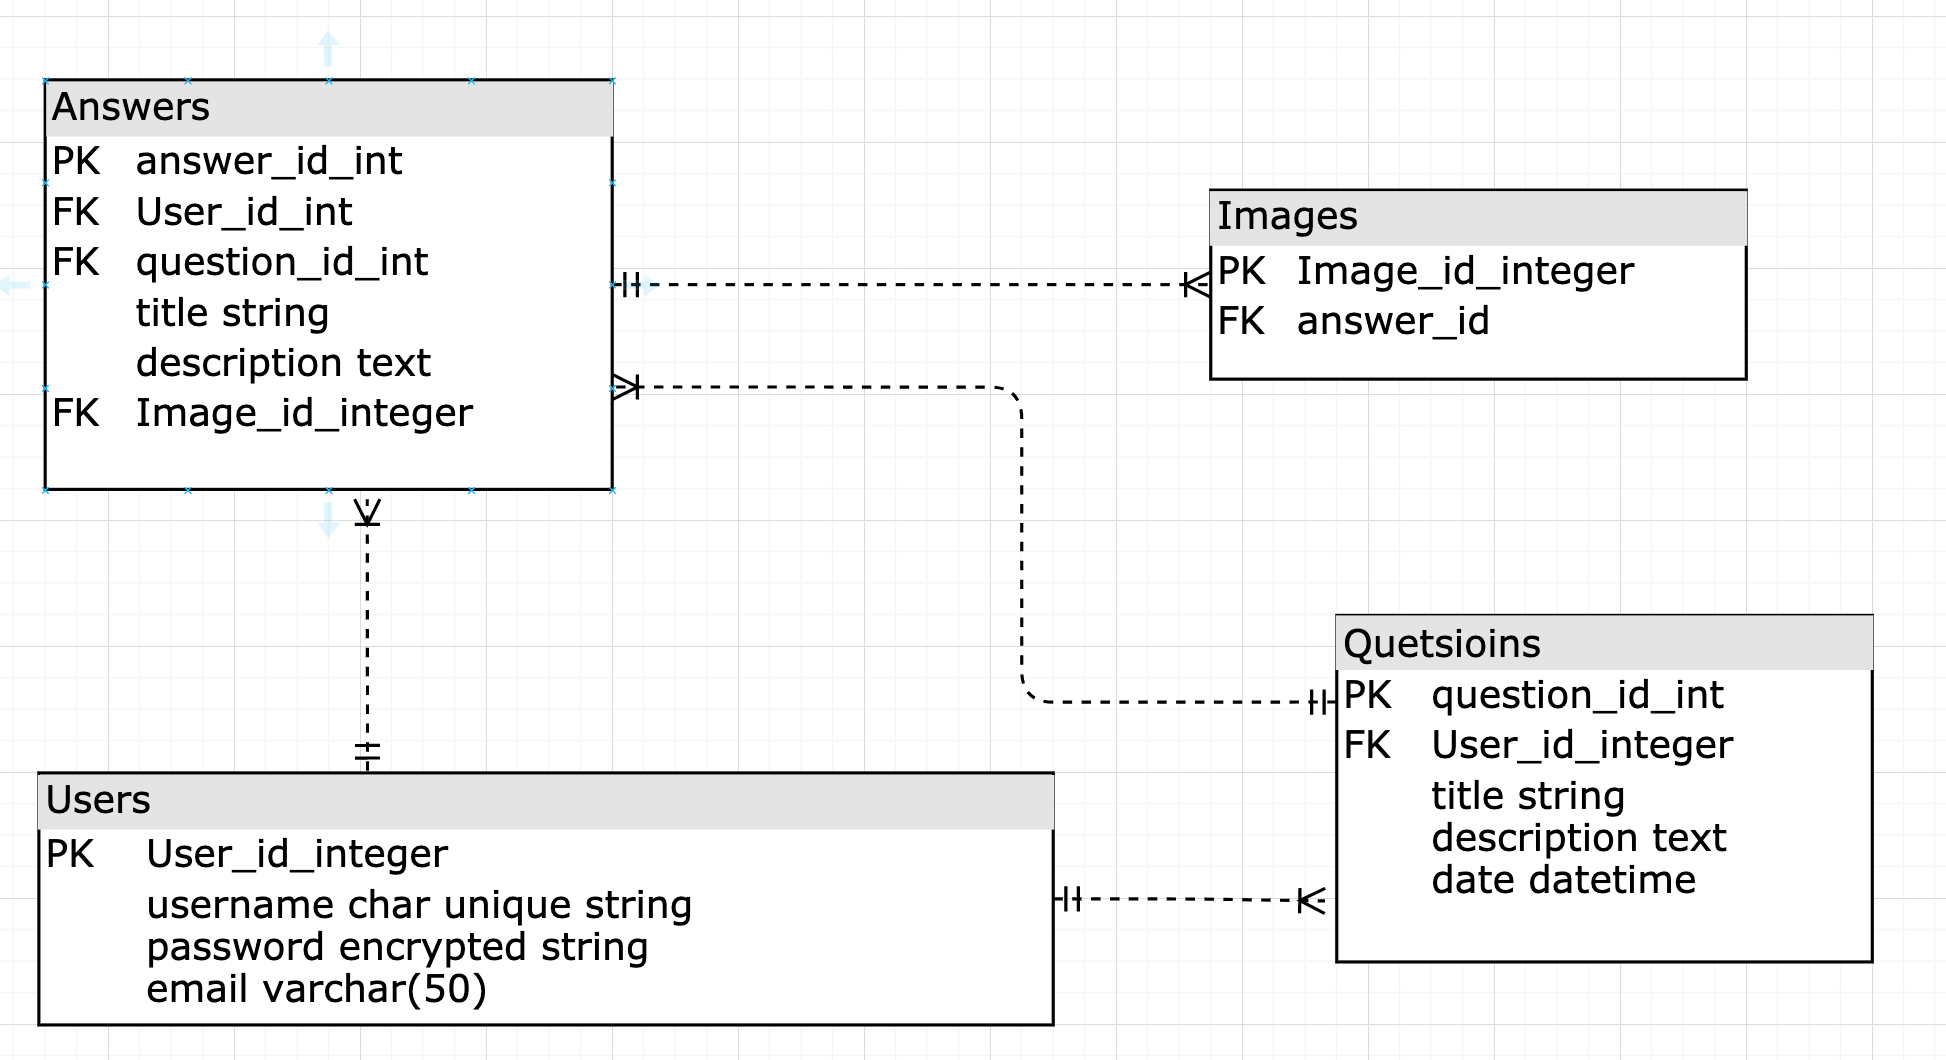 Answers
PK answer_id_int
FK User_id_int
FK question_id_int
title string
description text
FK Image_id_integer
Images
PK Image_id_integer
FK answer_id
Quetsioins
PK question_id_int
FK User_id_integer
title string
description text
date datetime
Users
PK User_id_integer
username char unique string
password encrypted string
email varchar(50)